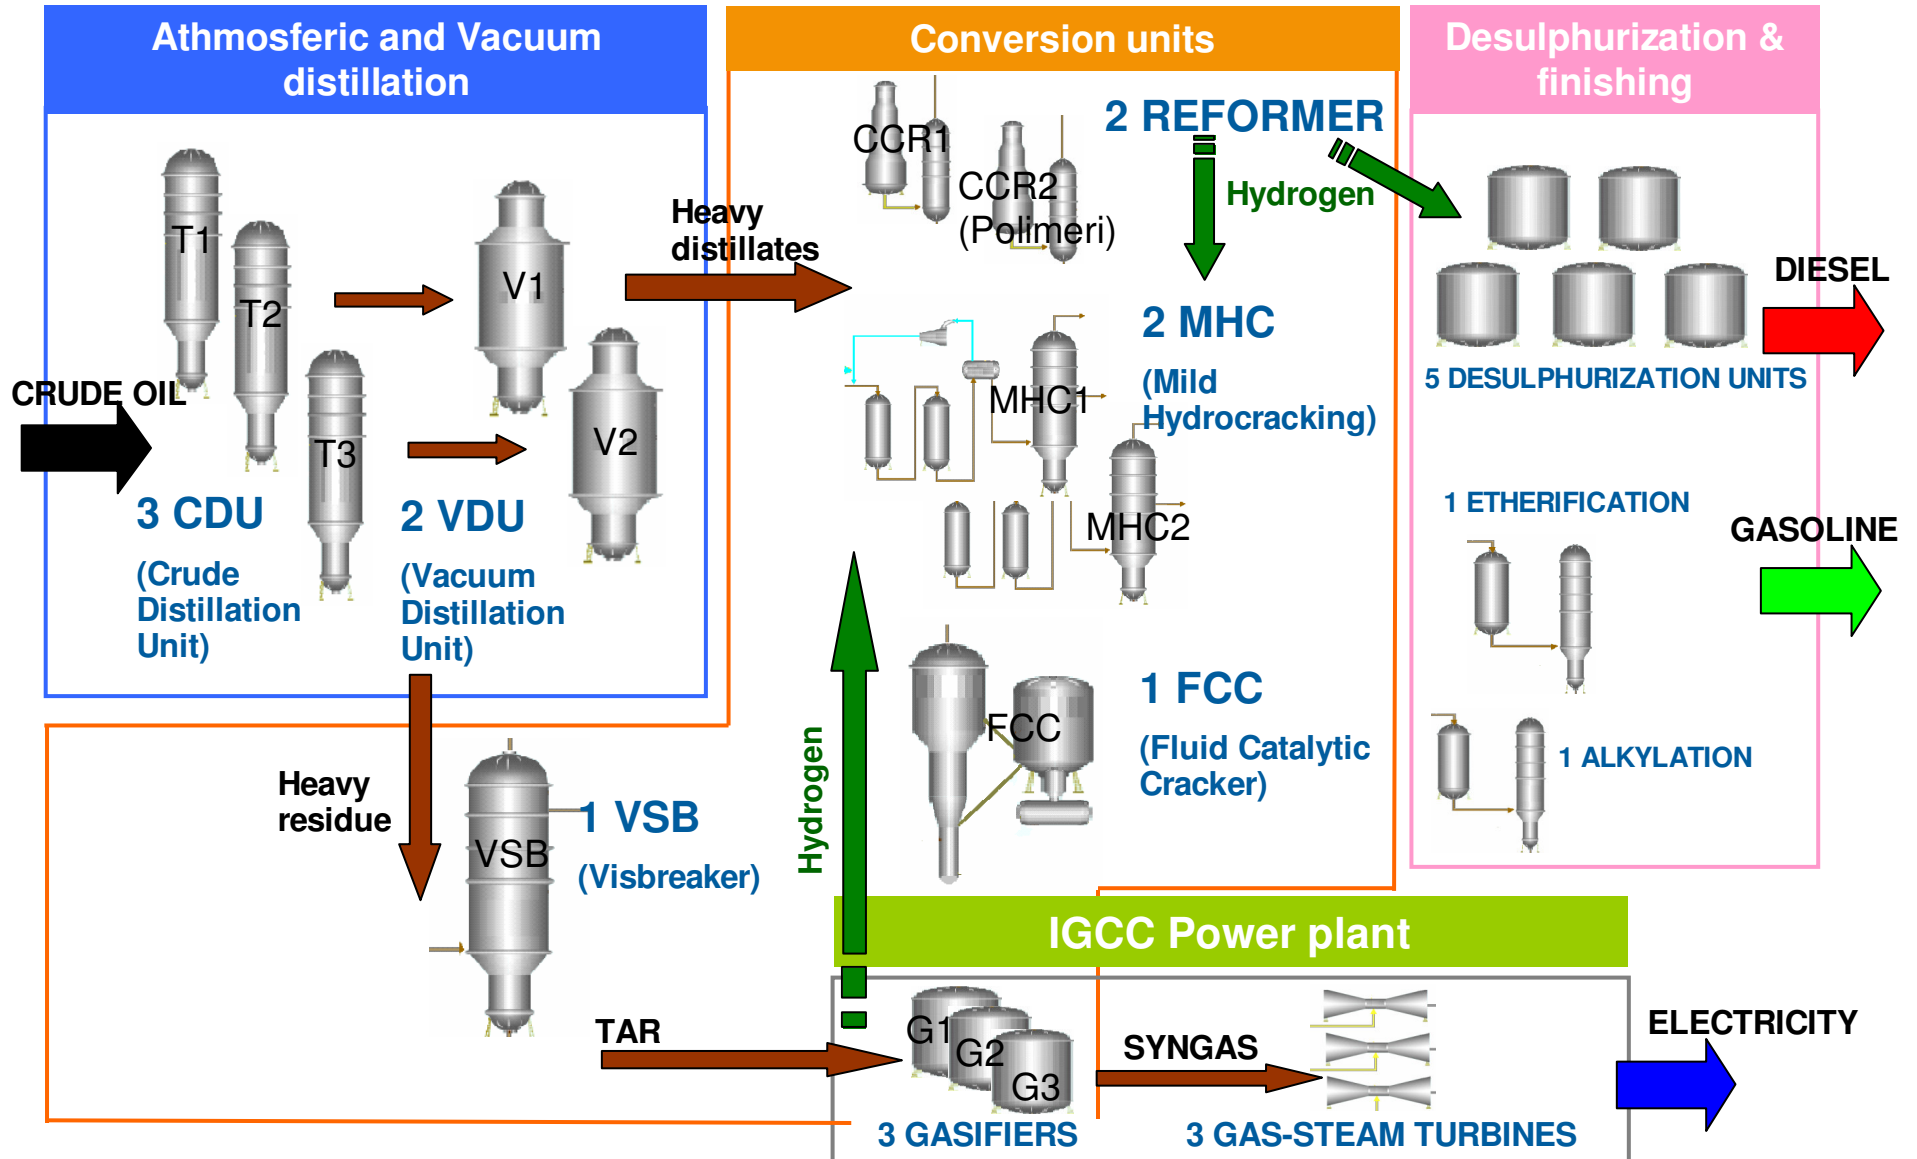 Athmosferic and Vacuum
distillation
Conversion units
Desulphurization &
finishing
CRUDE OIL
T1
T2
T3
V1
V2
3 CDU
(Crude
Distillation
Unit)
2 VDU
(Vacuum
Distillation
Unit)
Heavy
distillates
CCR1
CCR2
(Polimeri)
2 REFORMER
Hydrogen
MHC1
MHC2
2 MHC
(Mild
Hydrocracking)
FCC
1 FCC
(Fluid Catalytic
Cracker)
5 DESULPHURIZATION UNITS
DIESEL
1 ETHERIFICATION
GASOLINE
1 ALKYLATION
Heavy
residue
VSB
1 VSB
(Visbreaker)
Hydrogen
TAR
IGCC Power plant
G1
G2
G3
3 GASIFIERS
SYNGAS
3 GAS-STEAM TURBINES
ELECTRICITY